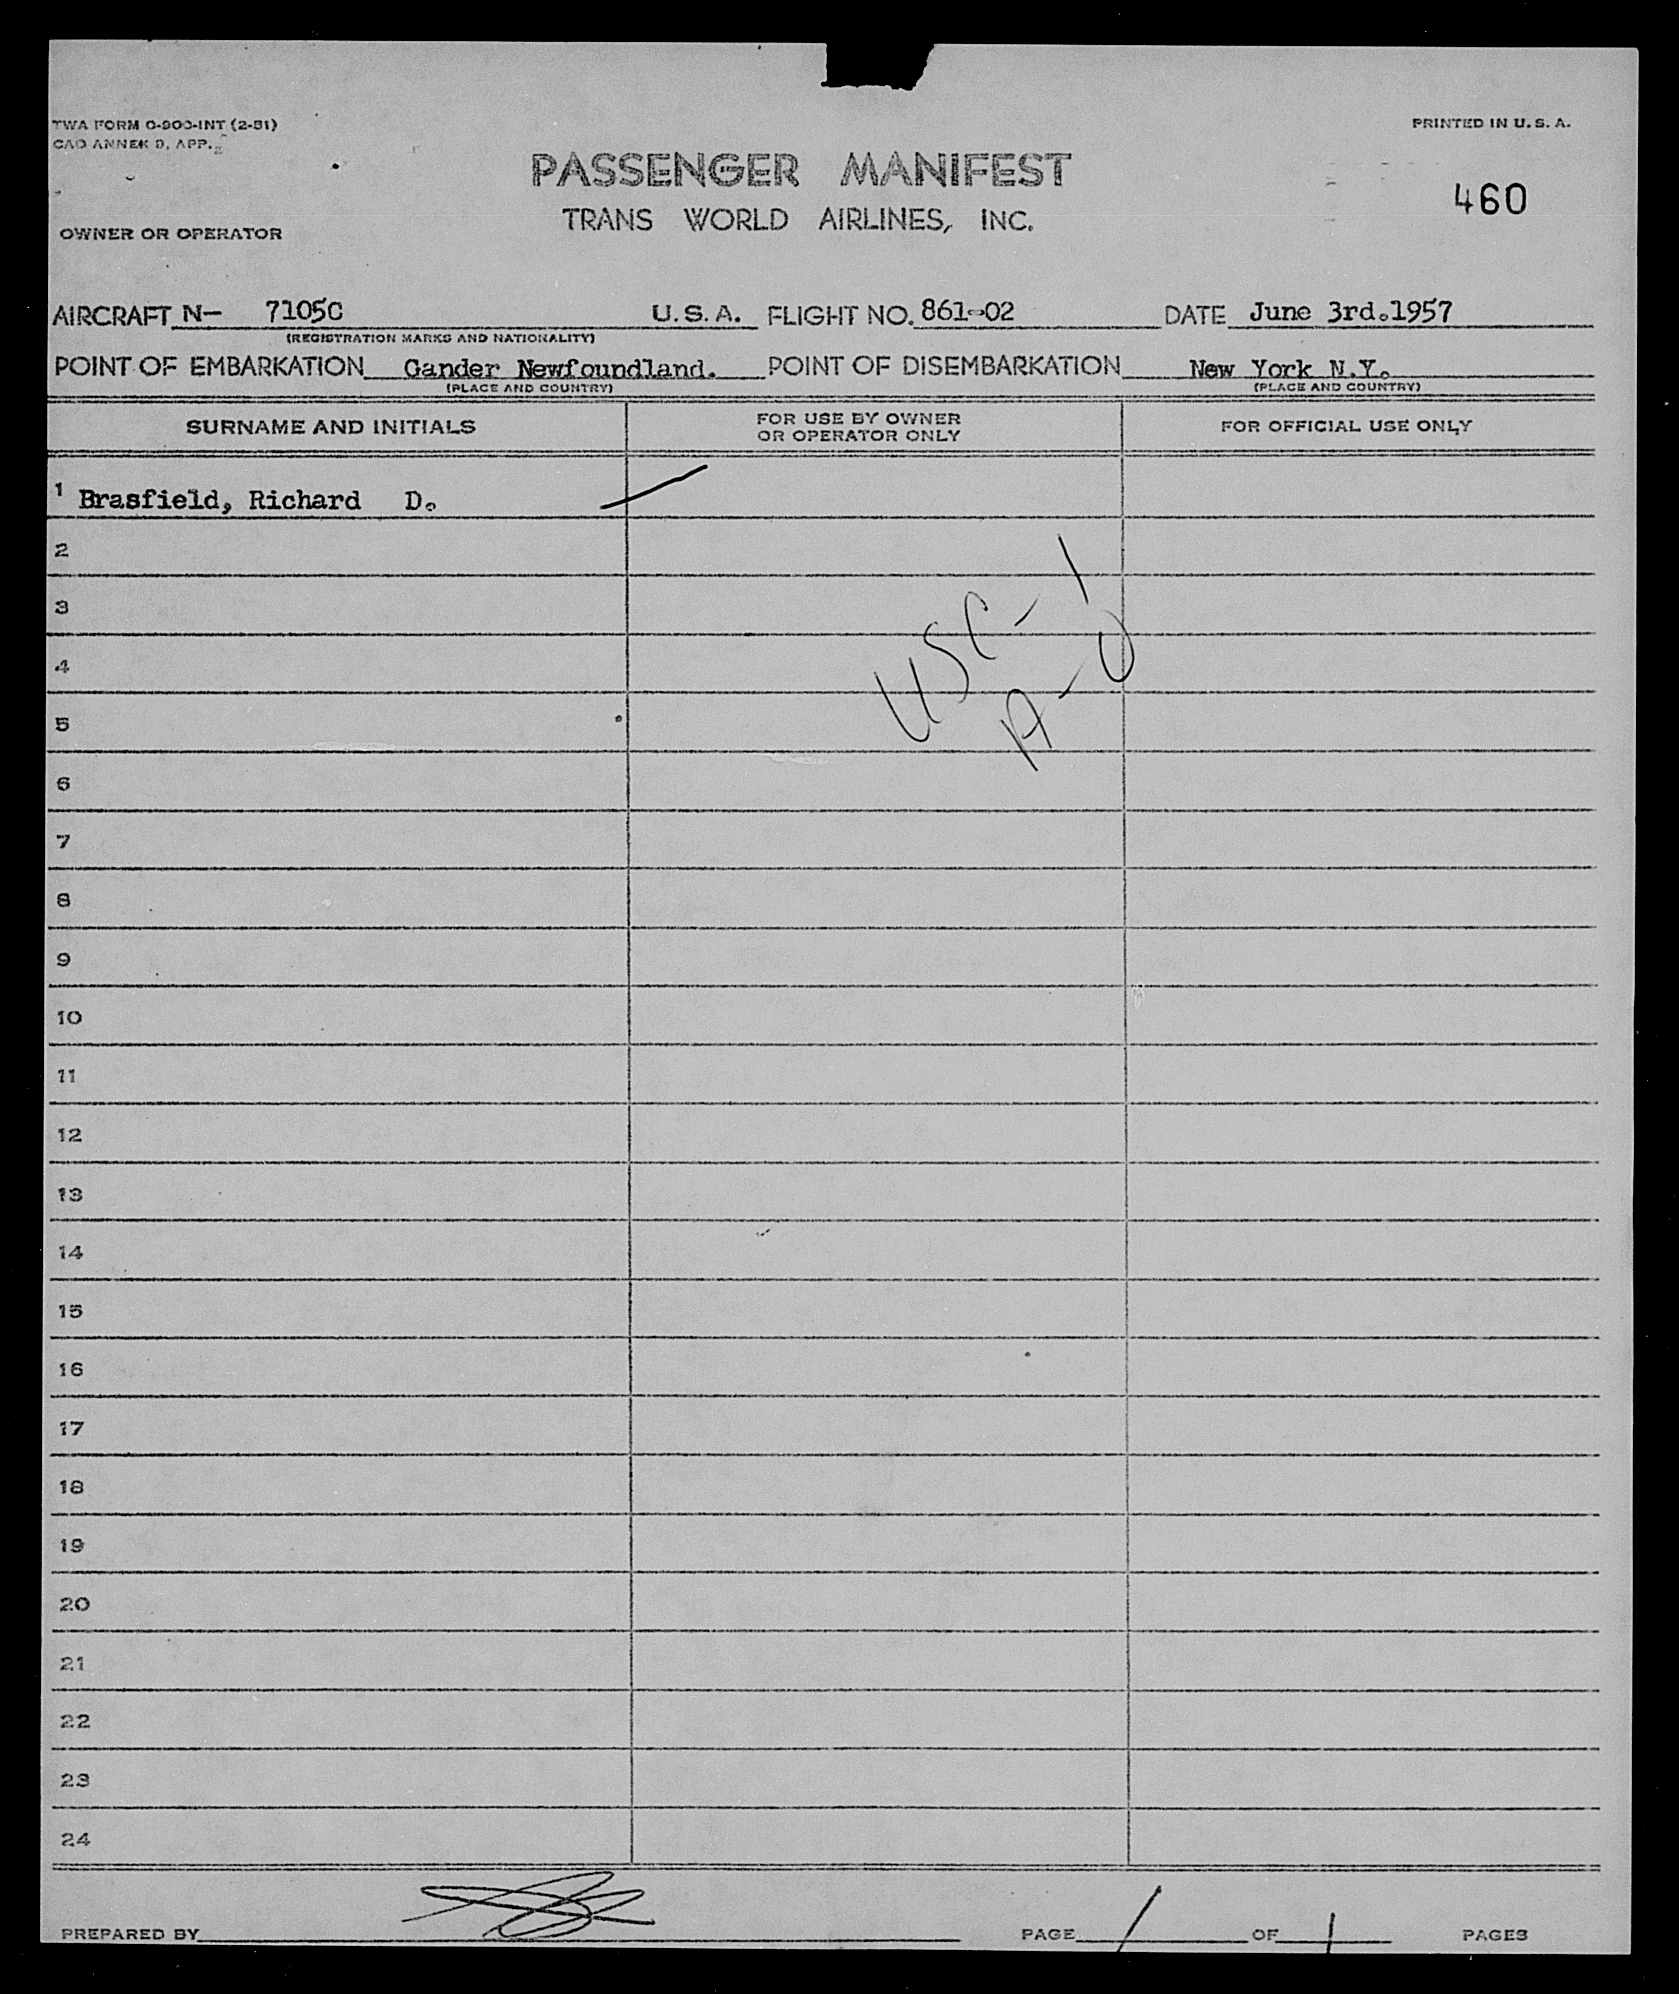 TWA FORM O-900-INT (2-51)
CAO ANNEX 9, APP.
PRINTED IN U. S. A.
PASSENGER MANIFEST
460
TRANS WORLD AIRLINES, INC.
OWNER OR OPERATOR
AIRCRAFT N- 7105C U. S. A. FLIGHT NO. 861-02 DATE June 3rd.1957
(REGISTRATION MARKS AND NATIONALITY)
POINT OF EMBARKATION Gander Newfoundland. POINT OF DISEMBARKATION New York N.Y.
(PLACE AND COUNTRY) (PLACE AND COUNTRY)
SURNAME AND INITIALS
FOR USE BY OWNER
OR OPERATOR ONLY
FOR OFFICIAL USE ONLY
1 Brasfield, Richard D.
2
3
USC - 1
4
A - 0
5
6
7
8
9
10
11
12
13
14
15
16
17
18
19
20
21
22
23
24
PREPARED BY PAGE 1 OF 1 PAGES